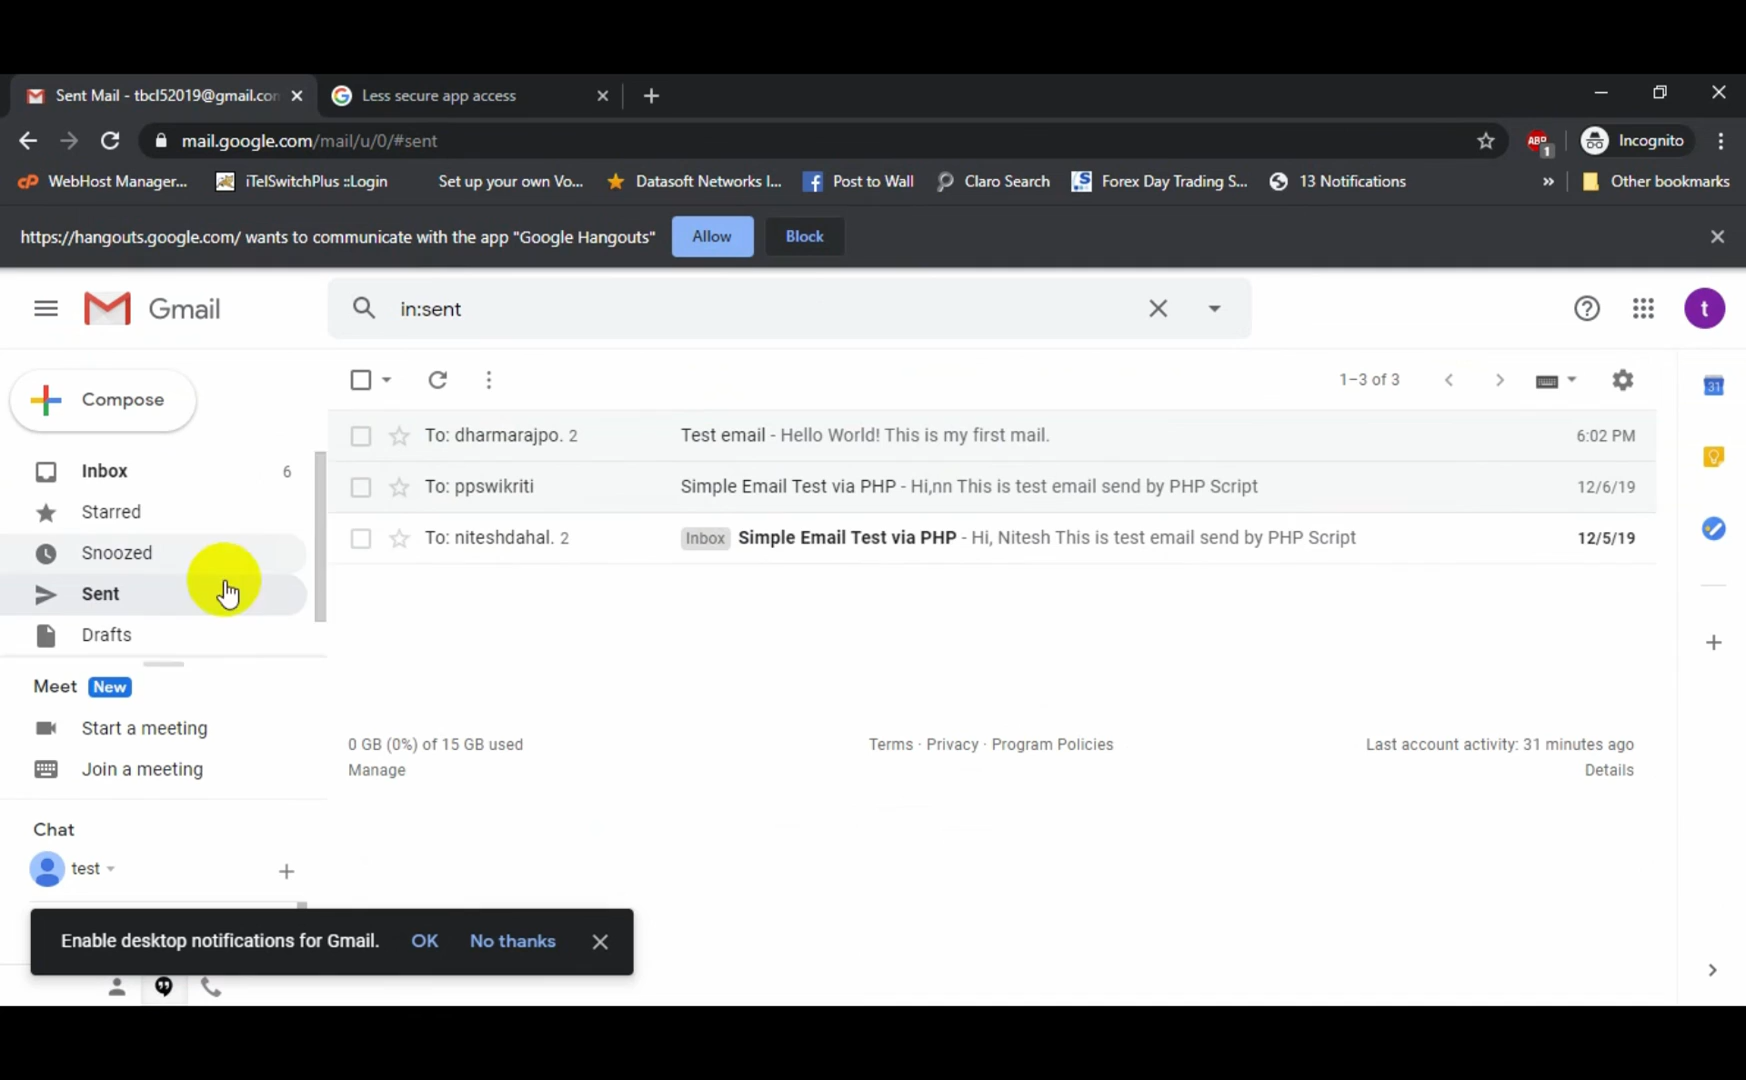 Sent Mail - tbcl52019@gmail.con
Less secure app access
mail.google.com/mail/u/0/#sent
ABP
1
Incognito
cP WebHost Manager...
iTelSwitchPlus ::Login
Set up your own Vo...
Datasoft Networks I...
Post to Wall
Claro Search
Forex Day Trading S...
13 Notifications
»
Other bookmarks
https://hangouts.google.com/ wants to communicate with the app "Google Hangouts"
Allow
Block
Gmail
in:sent
t
Compose
1–3 of 3
31
To: dharmarajpo. 2 Test email - Hello World! This is my first mail. 6:02 PM
To: ppswikriti Simple Email Test via PHP - Hi,nn This is test email send by PHP Script 12/6/19
To: niteshdahal. 2 Inbox Simple Email Test via PHP - Hi, Nitesh This is test email send by PHP Script 12/5/19
Inbox 6
Starred
Snoozed
Sent
Drafts
Meet New
Start a meeting
Join a meeting
0 GB (0%) of 15 GB used
Manage
Terms · Privacy · Program Policies
Last account activity: 31 minutes ago
Details
Chat
test
Enable desktop notifications for Gmail. OK No thanks